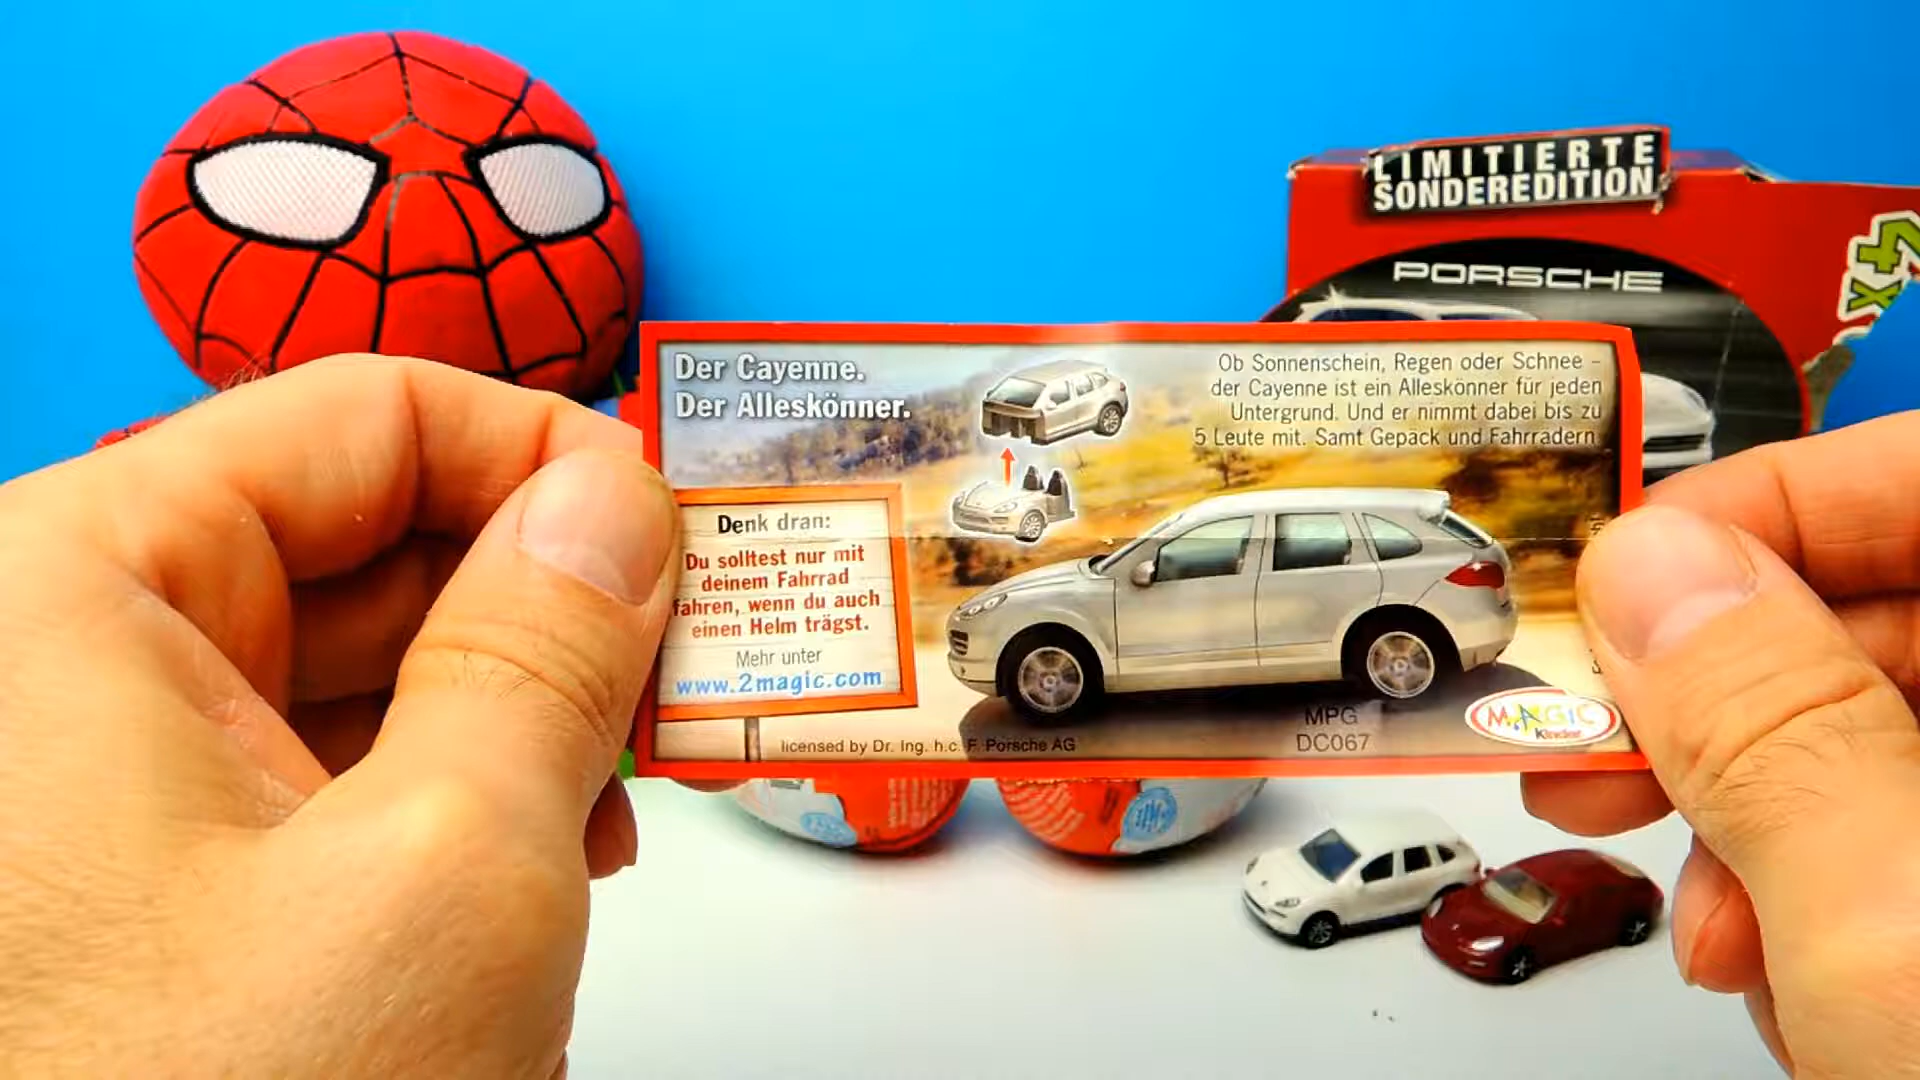 LIMITIERTE
SONDEREDITION
PORSCHE
4X
Der Cayenne.
Der Alleskönner.
Ob Sonnenschein, Regen oder Schnee –
der Cayenne ist ein Alleskönner für jeden
Untergrund. Und er nimmt dabei bis zu
5 Leute mit. Samt Gepäck und Fahrrädern
Denk dran:
Du solltest nur mit
deinem Fahrrad
fahren, wenn du auch
einen Helm trägst.
Mehr unter
www.2magic.com
licensed by Dr. Ing. h.c. F. Porsche AG
MPG
DC067
MAGIC
Kinder